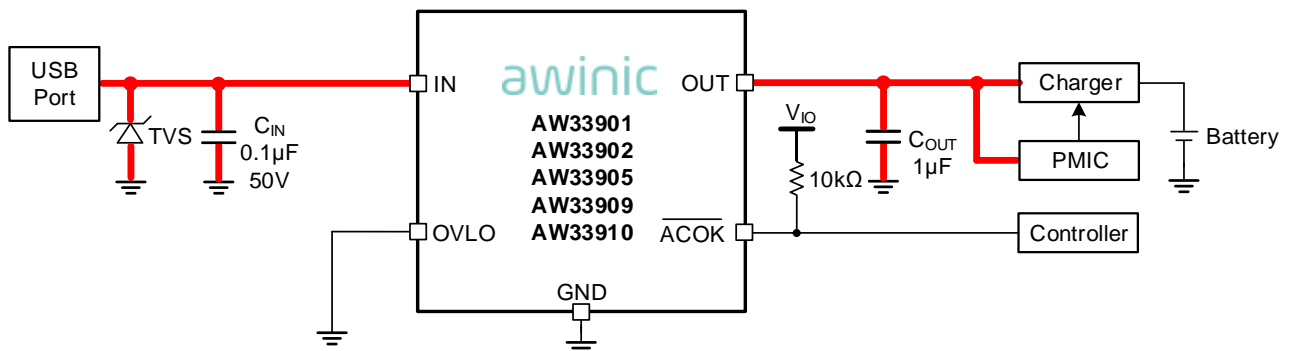 USB
Port
TVS
C_IN
0.1µF
50V
IN
OVLO
awinic
AW33901
AW33902
AW33905
AW33909
AW33910
GND
OUT
ACOK
V_IO
10kΩ
C_OUT
1µF
Charger
PMIC
Battery
Controller